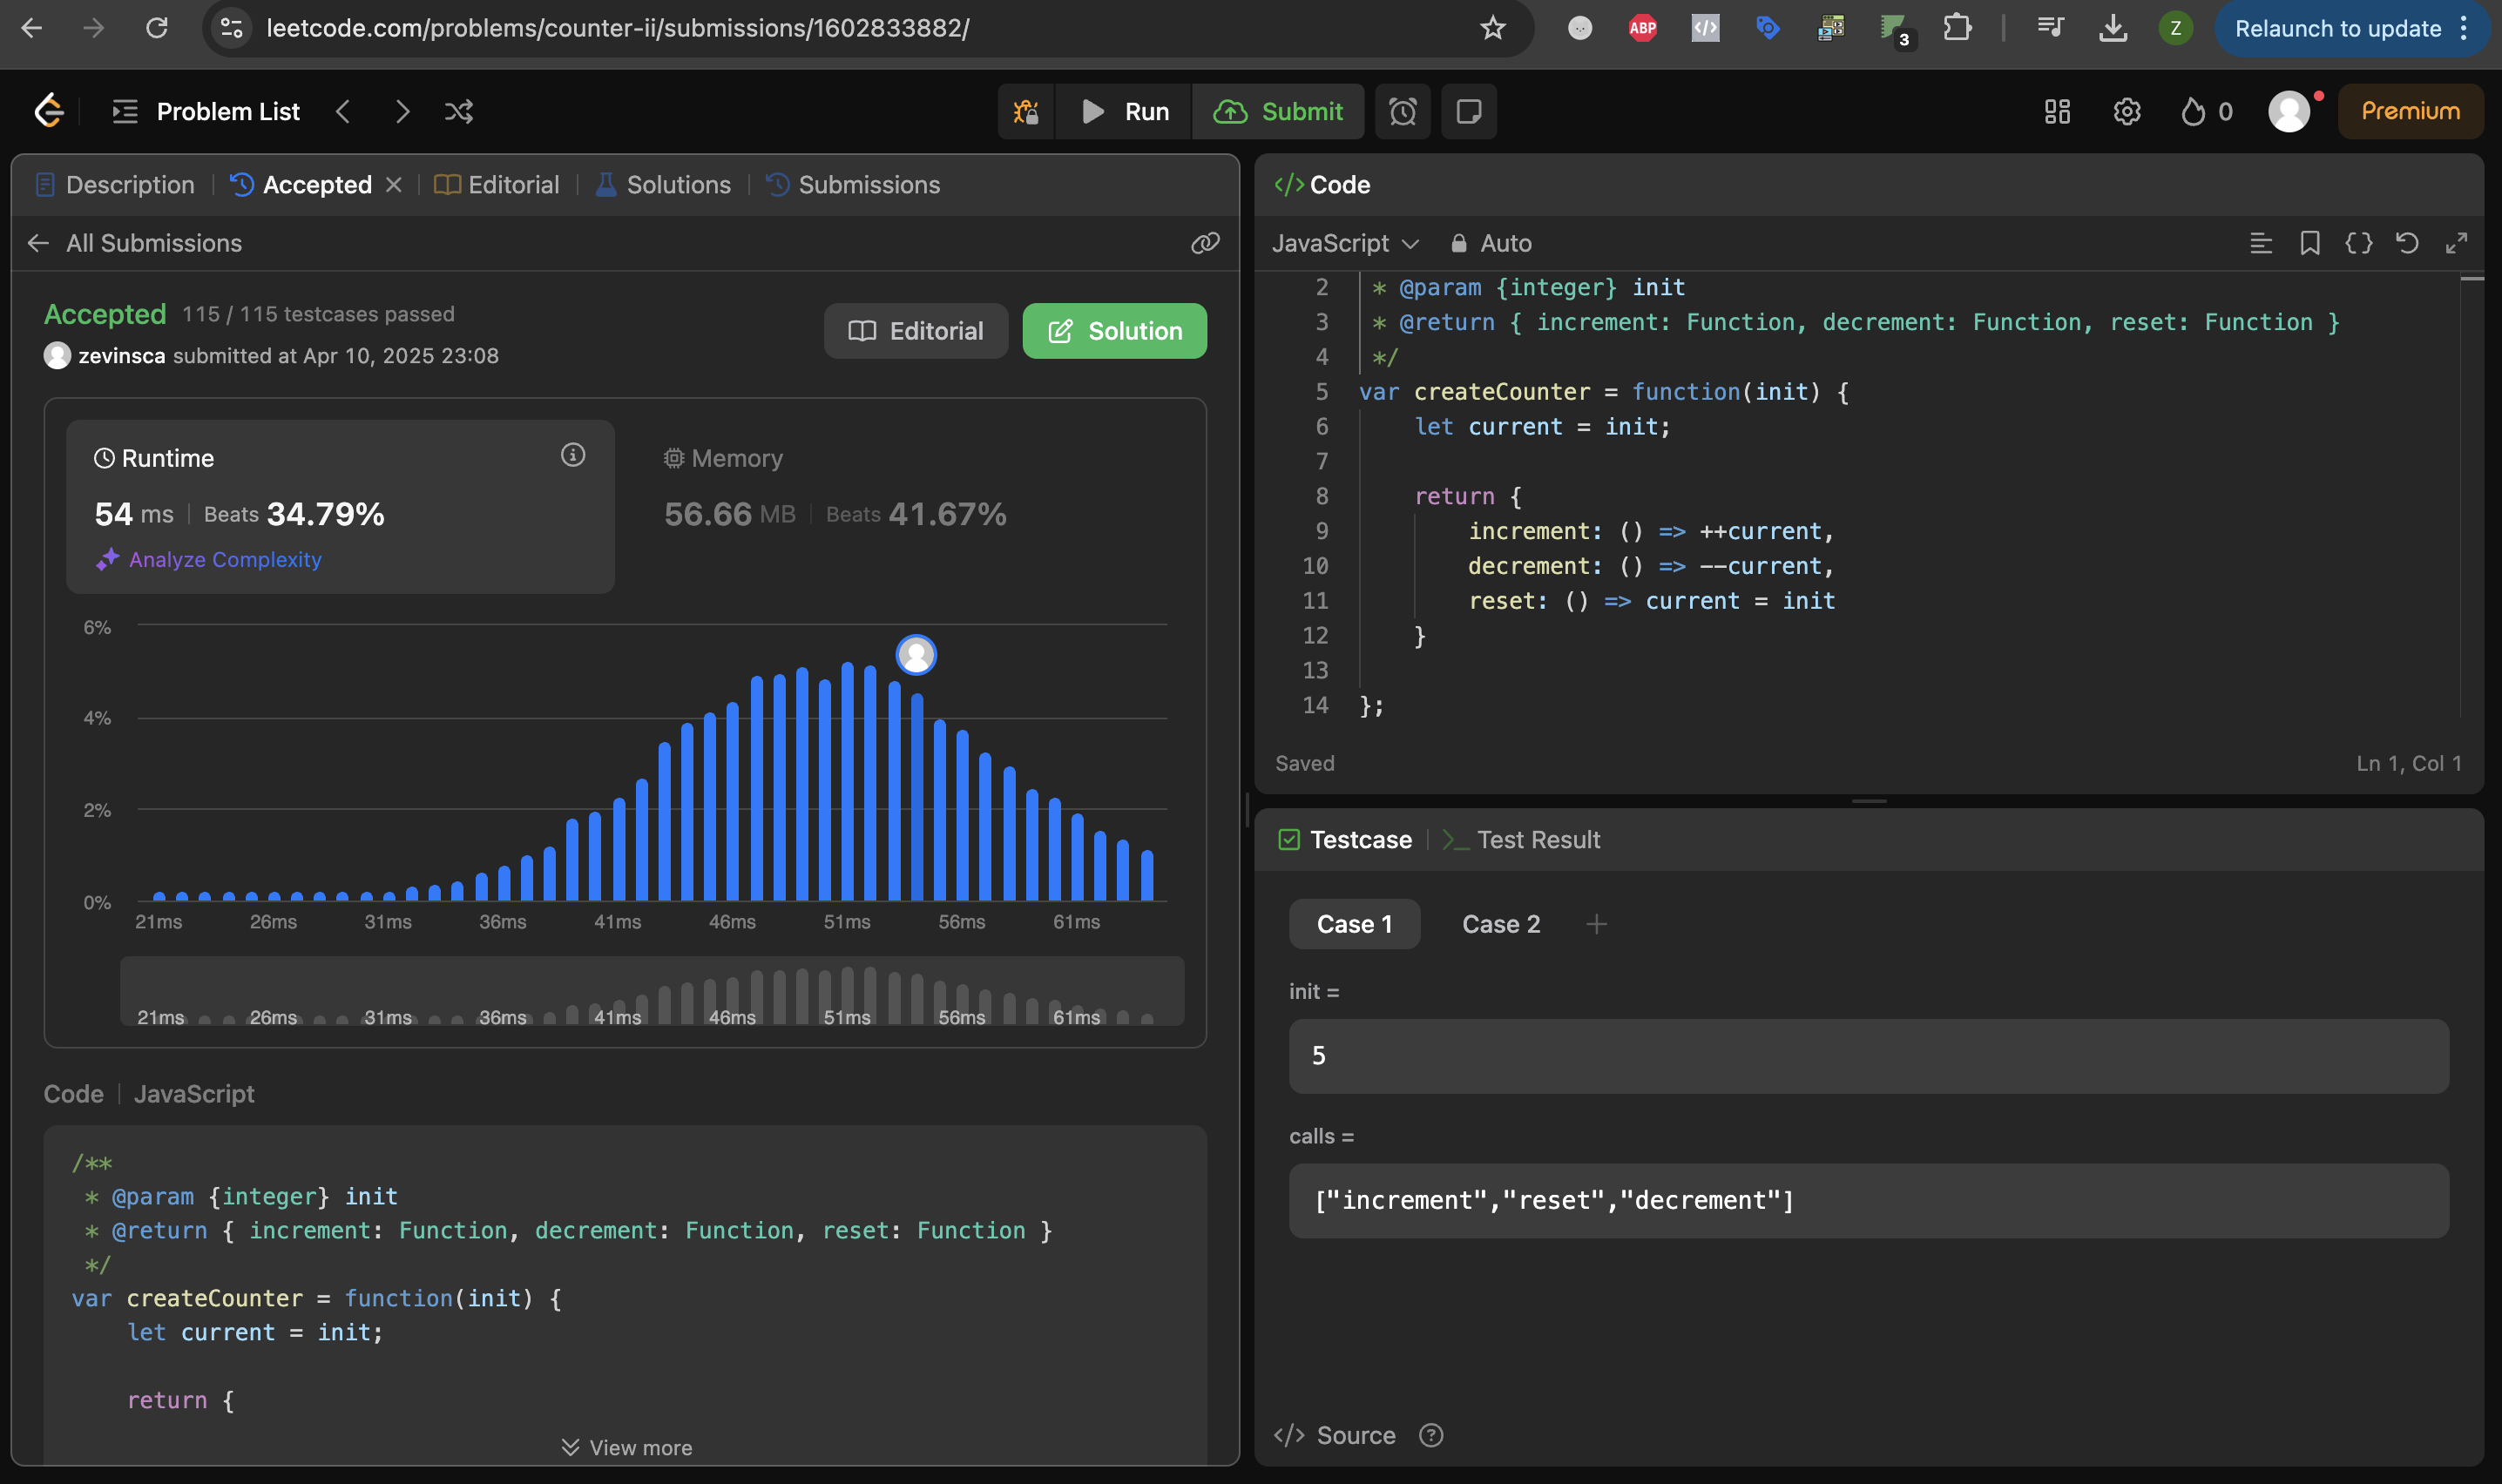 leetcode.com/problems/counter-ii/submissions/1602833882/
ABP
</>
3
Z
Relaunch to update
Problem List
Run
Submit
0
Premium
Description
Accepted
Editorial
Solutions
Submissions
All Submissions
Accepted 115 / 115 testcases passed
zevinsca submitted at Apr 10, 2025 23:08
Editorial
Solution
Runtime
54 ms | Beats 34.79%
Analyze Complexity
Memory
56.66 MB | Beats 41.67%
6%
4%
2%
0%
21ms 26ms 31ms 36ms 41ms 46ms 51ms 56ms 61ms
21ms 26ms 31ms 36ms 41ms 46ms 51ms 56ms 61ms
Code | JavaScript
/**
 * @param {integer} init
 * @return { increment: Function, decrement: Function, reset: Function }
 */
var createCounter = function(init) {
    let current = init;
    return {
View more
</> Code
JavaScript
Auto
2 * @param {integer} init
3 * @return { increment: Function, decrement: Function, reset: Function }
4 */
5 var createCounter = function(init) {
6     let current = init;
7
8     return {
9         increment: () => ++current,
10         decrement: () => --current,
11         reset: () => current = init
12     }
13
14 };
Saved
Ln 1, Col 1
Testcase
>_ Test Result
Case 1
Case 2
+
init =
5
calls =
["increment","reset","decrement"]
</> Source ?